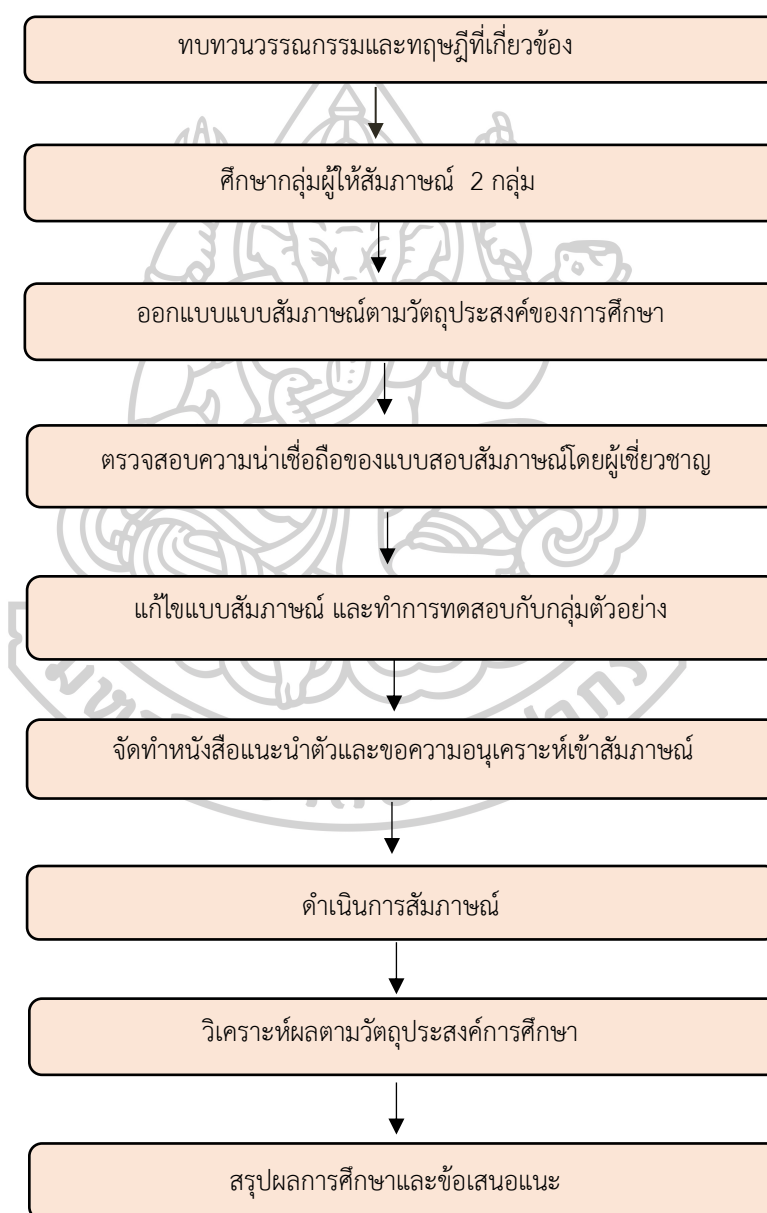 ทบทวนวรรณกรรมและทฤษฎีที่เกี่ยวข้อง
ศึกษากลุ่มผู้ให้สัมภาษณ์ 2 กลุ่ม
ออกแบบแบบสัมภาษณ์ตามวัตถุประสงค์ของการศึกษา
ตรวจสอบความน่าเชื่อถือของแบบสอบสัมภาษณ์โดยผู้เชี่ยวชาญ
แก้ไขแบบสัมภาษณ์ และทำการทดสอบกับกลุ่มตัวอย่าง
จัดทำหนังสือแนะนำตัวและขอความอนุเคราะห์เข้าสัมภาษณ์
ดำเนินการสัมภาษณ์
วิเคราะห์ผลตามวัตถุประสงค์การศึกษา
สรุปผลการศึกษาและข้อเสนอแนะ